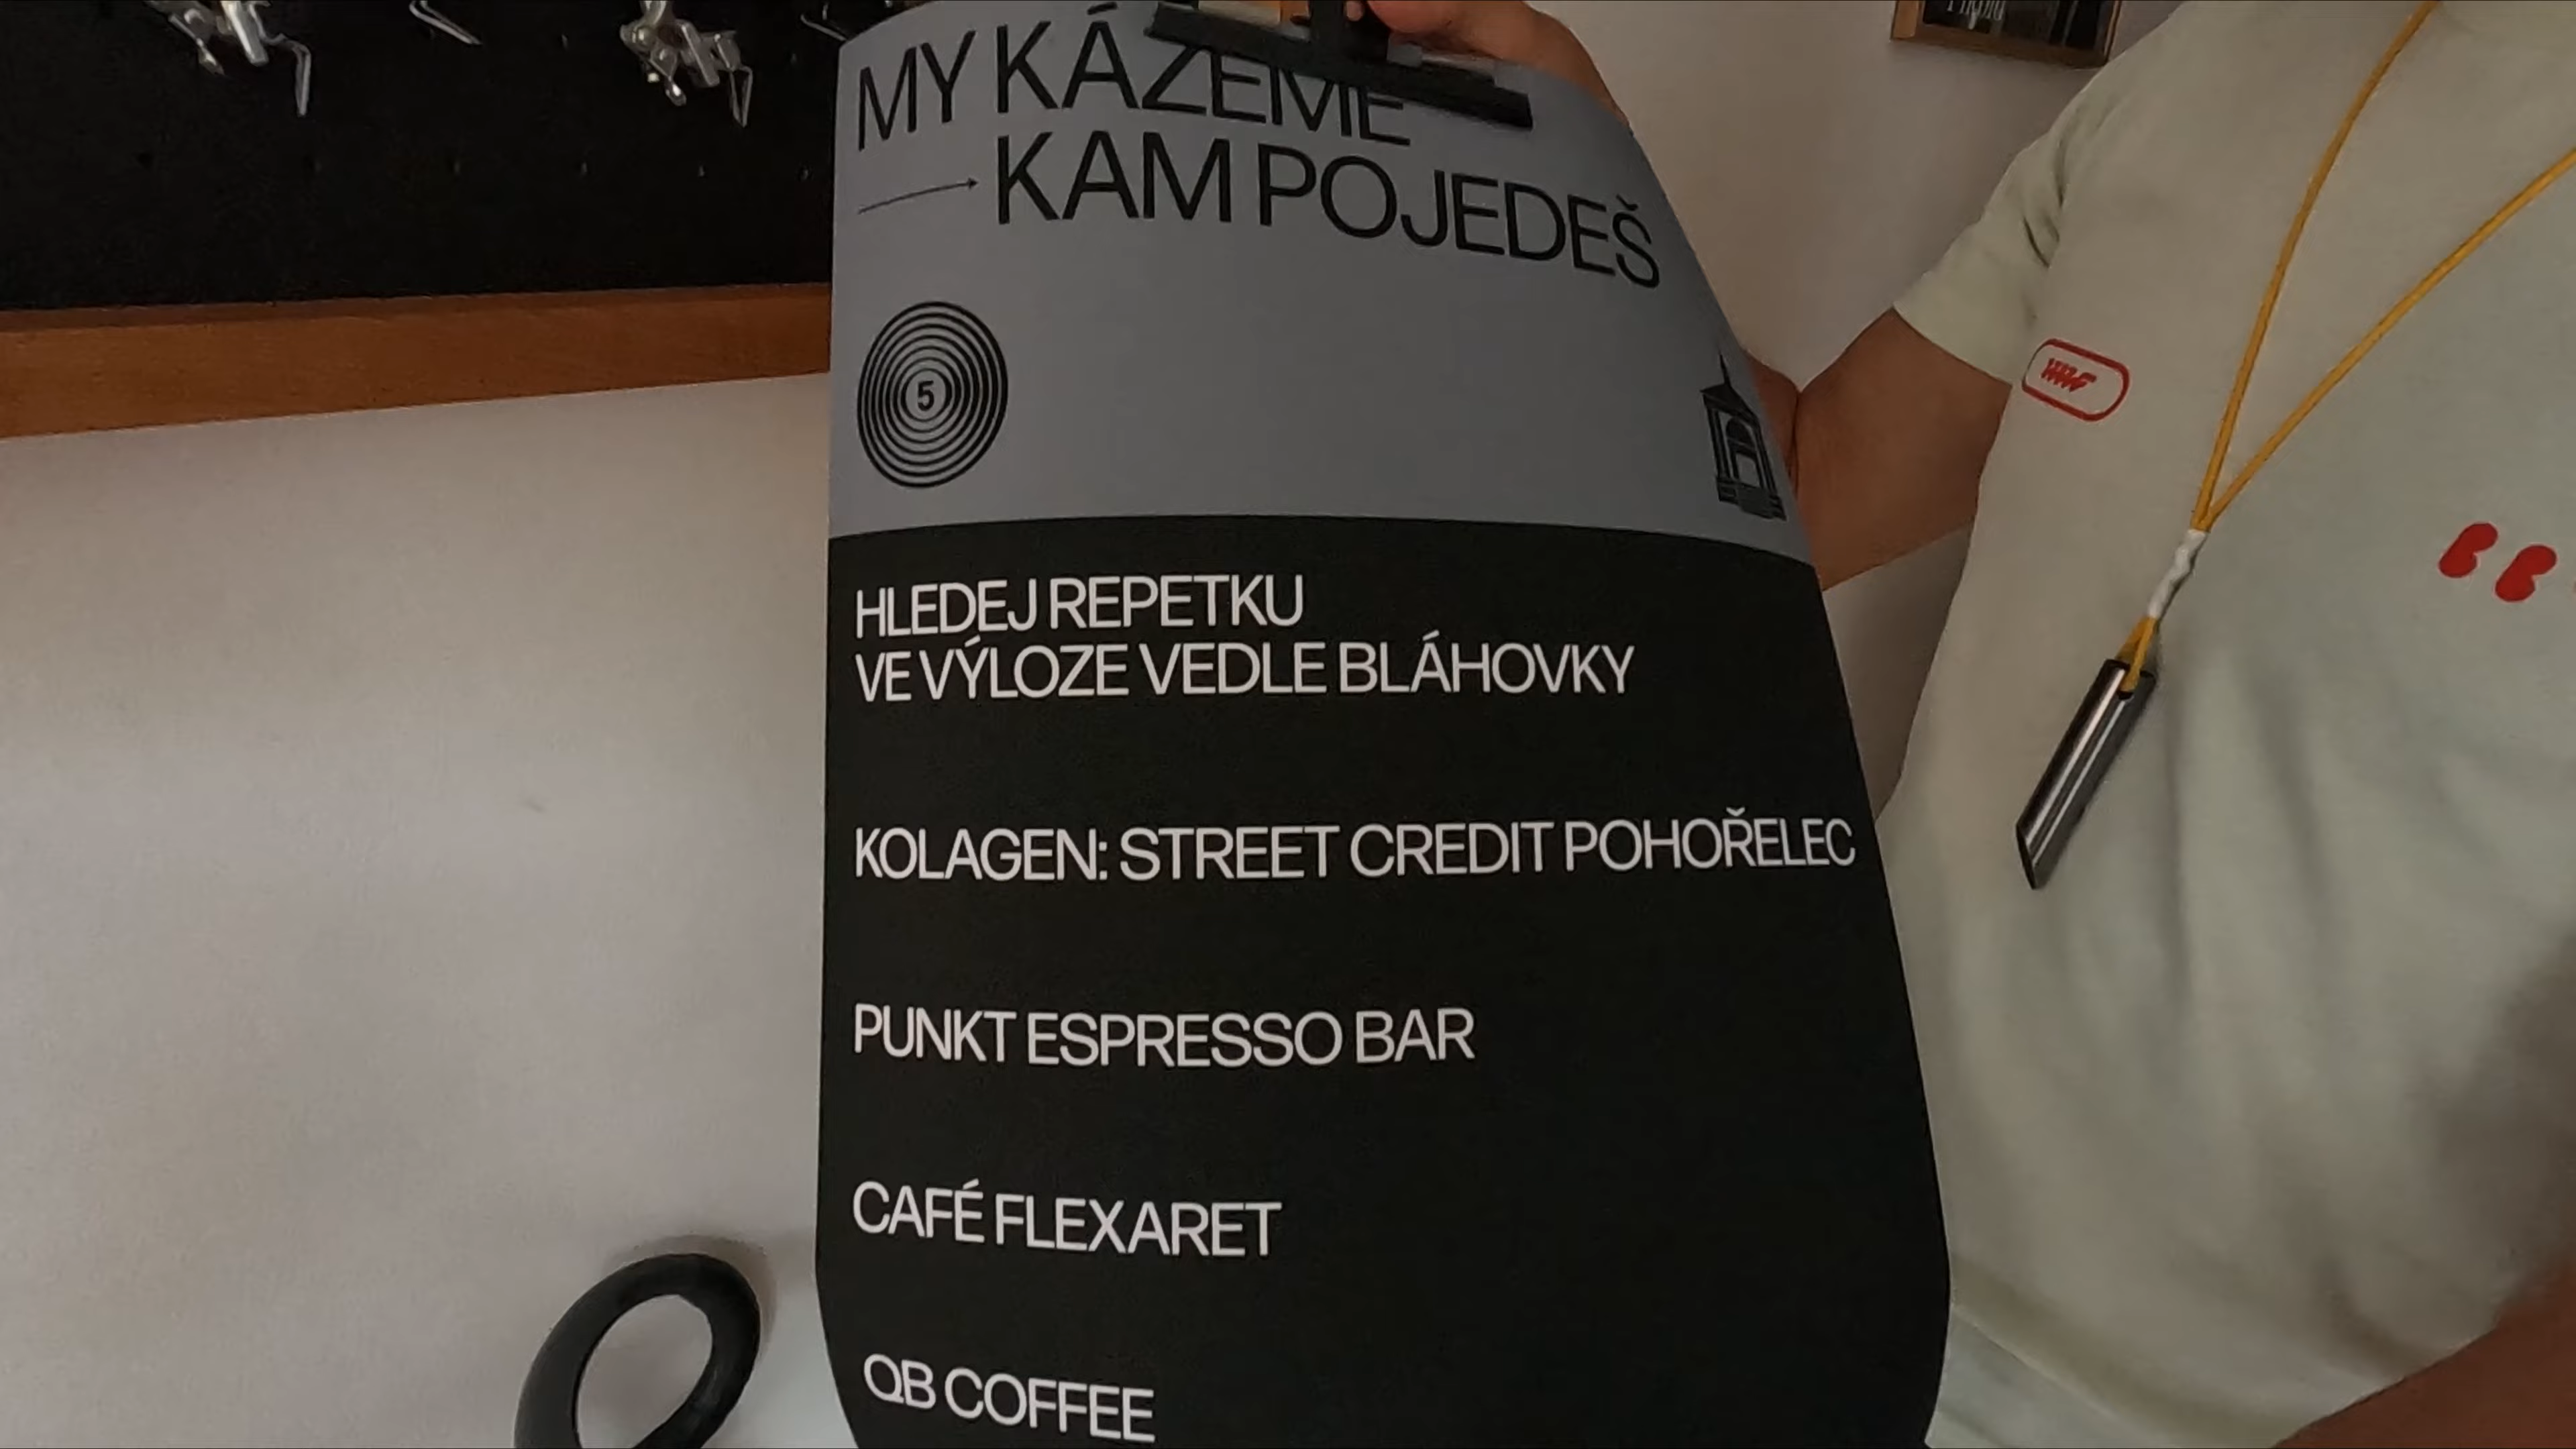 MY KÁŽEME
KAM POJEDEŠ
5
HLEDEJ REPETKU
VE VÝLOZE VEDLE BLÁHOVKY
KOLAGEN: STREET CREDIT POHOŘELEC
PUNKT ESPRESSO BAR
CAFÉ FLEXARET
QB COFFEE